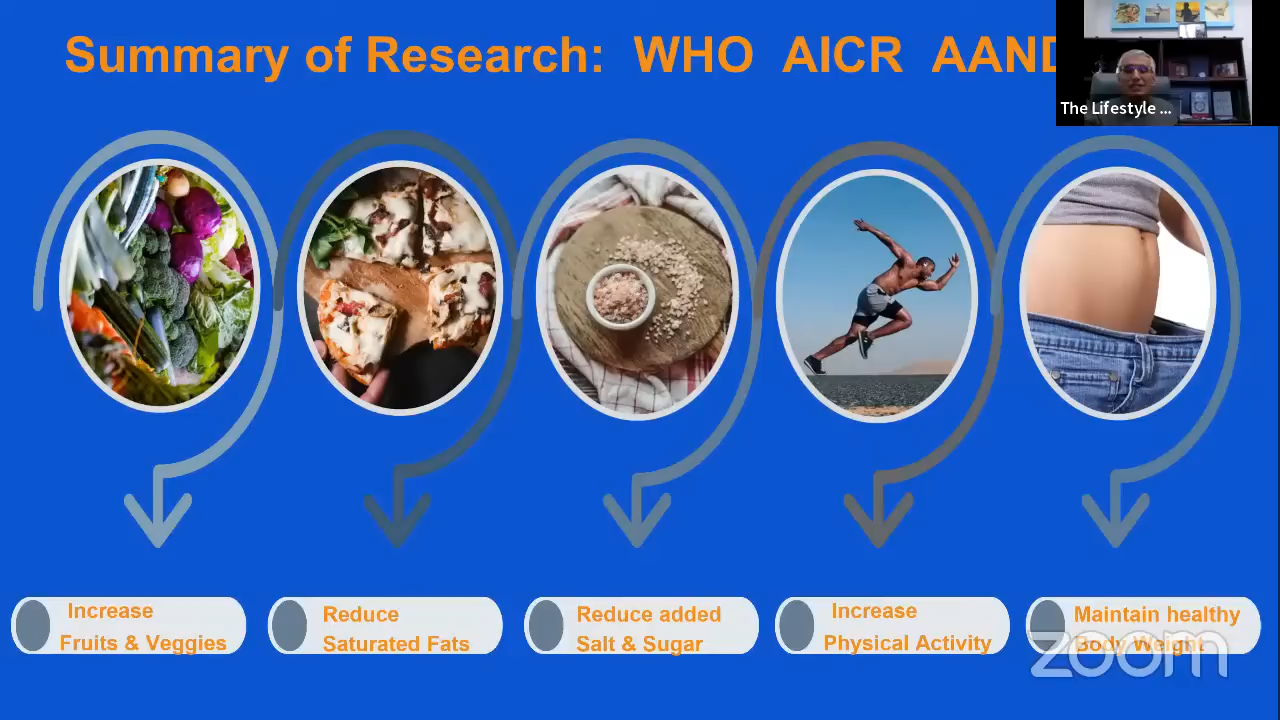 Summary of Research: WHO AICR AAND
The Lifestyle ...
Increase
Fruits & Veggies
Reduce
Saturated Fats
Reduce added
Salt & Sugar
Increase
Physical Activity
Maintain healthy
Body Weight
zoom